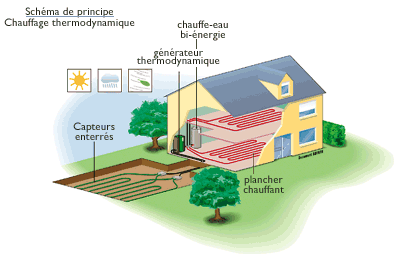 Schéma de principe
Chauffage thermodynamique
chauffe-eau
bi-énergie
générateur
thermodynamique
Capteurs
enterrés
plancher
chauffant